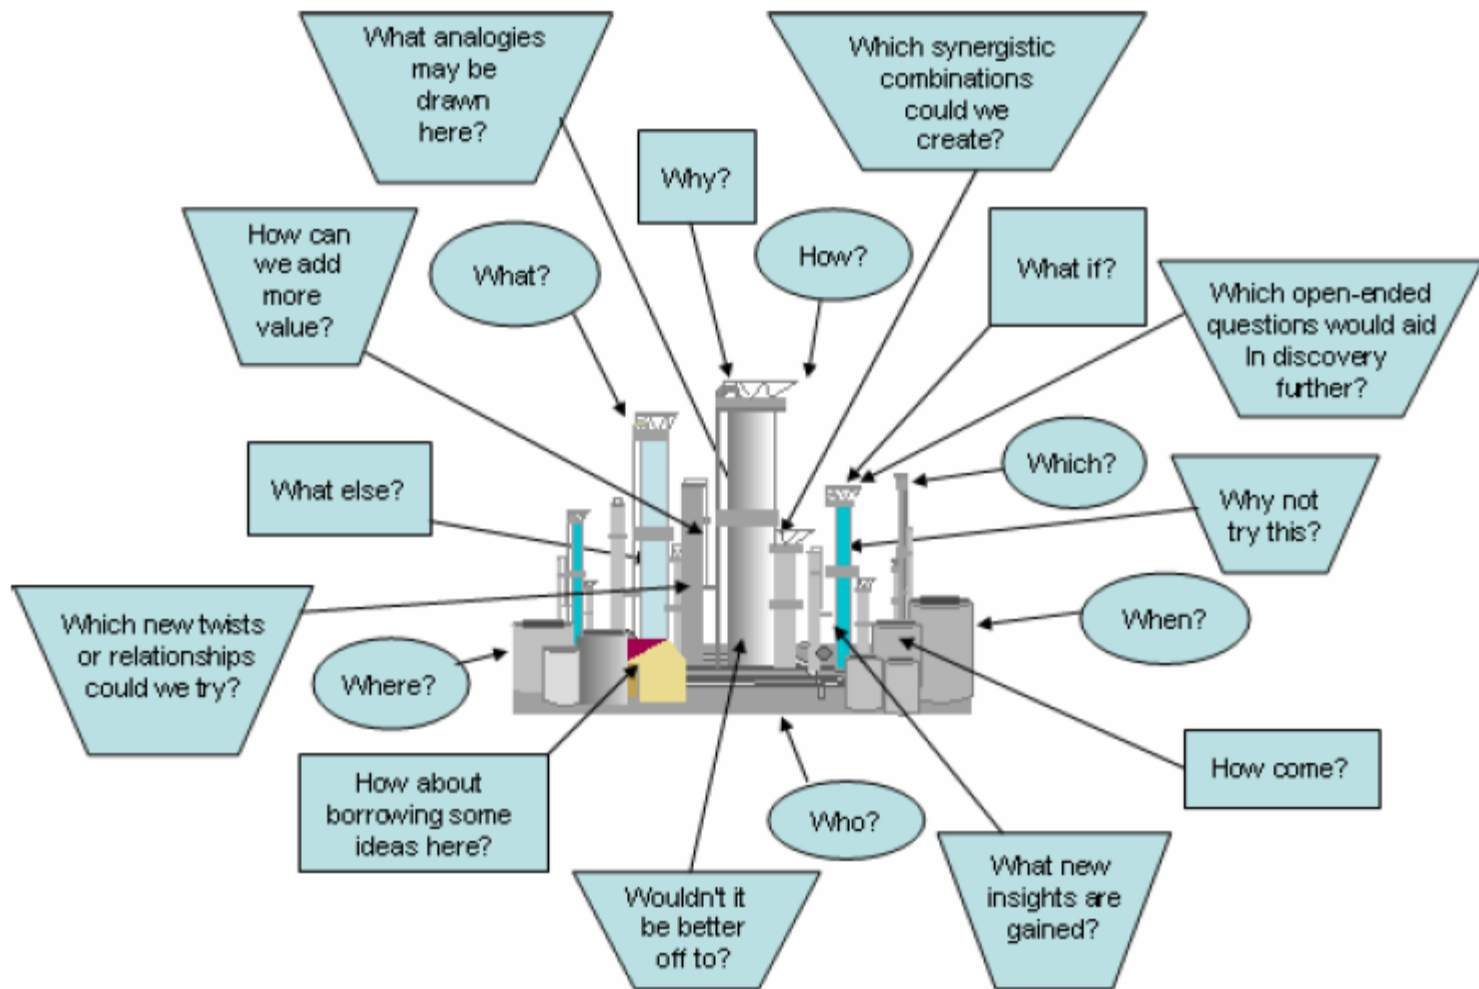 What analogies
may be
drawn
here?
Which synergistic
combinations
could we
create?
Why?
How?
What?
What if?
How can
we add
more
value?
Which open-ended
questions would aid
In discovery
further?
Which?
What else?
Why not
try this?
When?
Which new twists
or relationships
could we try?
Where?
How come?
How about
borrowing some
ideas here?
Who?
What new
insights are
gained?
Wouldn't it
be better
off to?